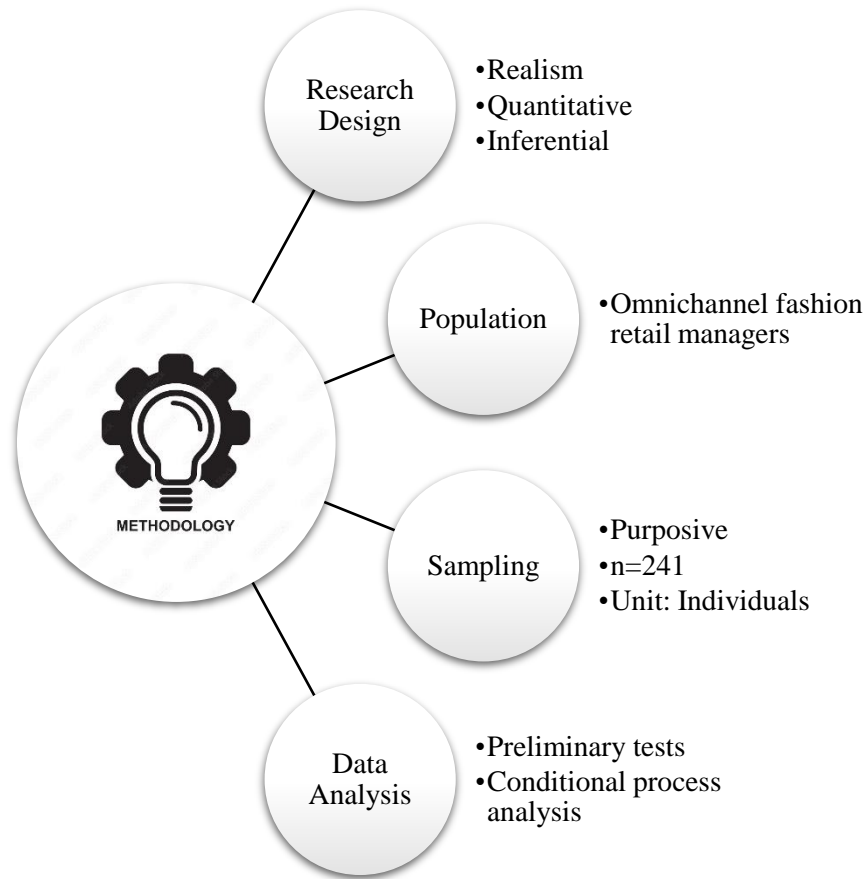 Research
Design
•Realism
•Quantitative
•Inferential
Population
•Omnichannel fashion
retail managers
METHODOLOGY
Sampling
•Purposive
•n=241
•Unit: Individuals
Data
Analysis
•Preliminary tests
•Conditional process
analysis